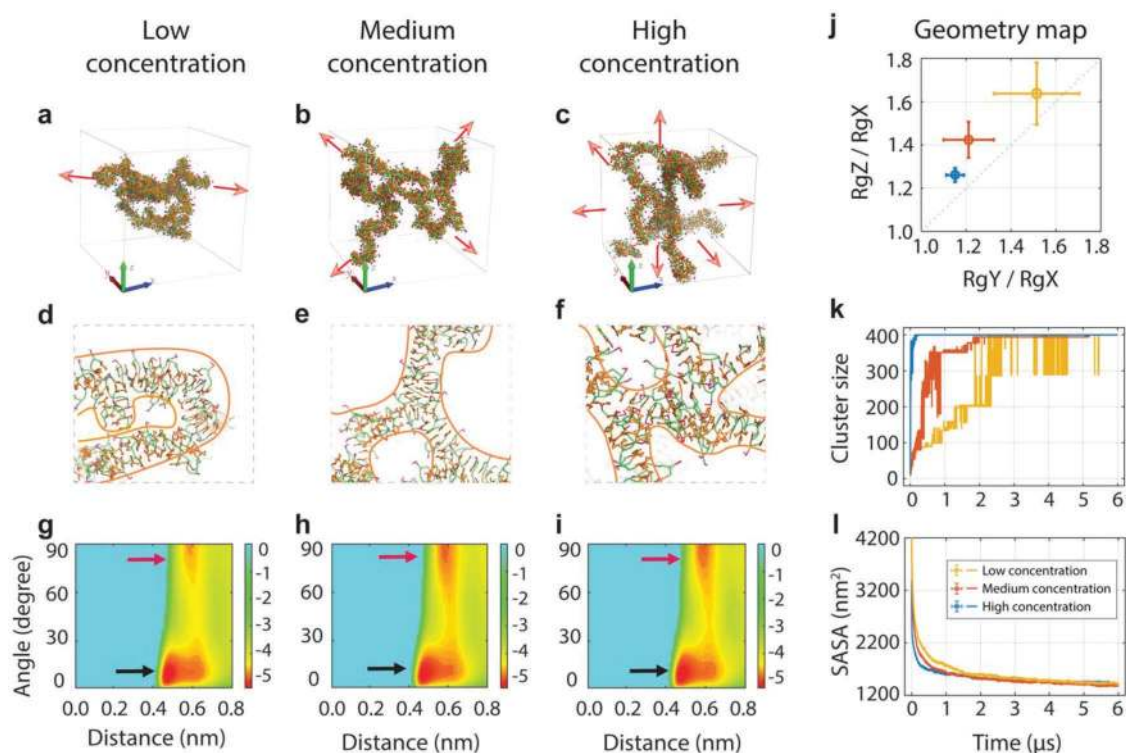 Low
concentration
Medium
concentration
High
concentration
j
Geometry map
a
b
c
1.8
1.6
1.4
1.2
1.0
RgZ / RgX
1.0 1.2 1.4 1.6 1.8
RgY / RgX
d
e
f
k
400
300
200
100
0
Cluster size
0 1 2 3 4 5 6
g
h
i
l
Angle (degree)
90
60
30
0
0
-1
-2
-3
-4
-5
90
60
30
0
0
-1
-2
-3
-4
-5
90
60
30
0
0
-1
-2
-3
-4
-5
0.0 0.2 0.4 0.6 0.8
0.0 0.2 0.4 0.6 0.8
0.0 0.2 0.4 0.6 0.8
Distance (nm)
Distance (nm)
Distance (nm)
4200
3200
2200
1200
SASA (nm²)
Low concentration
Medium concentration
High concentration
0 1 2 3 4 5 6
Time (μs)